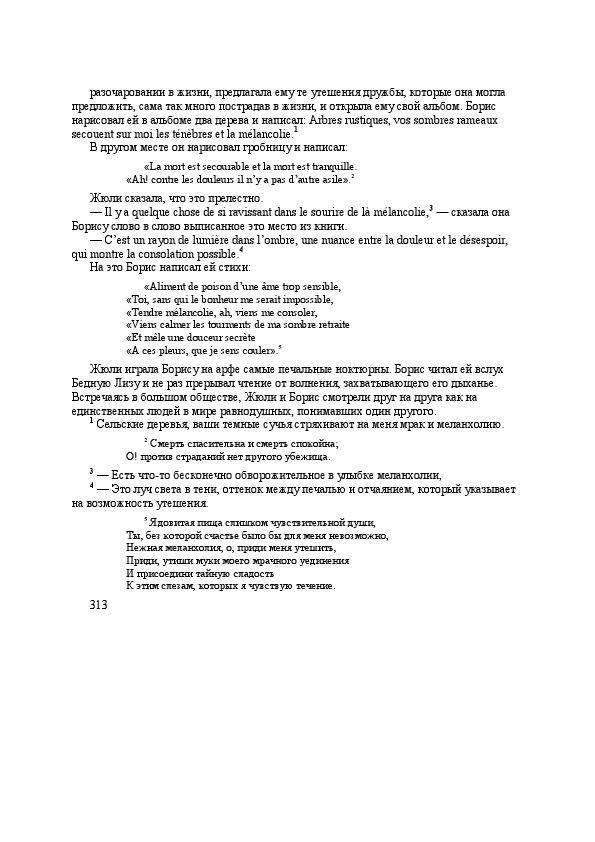 разочаровании в жизни, предлагала ему те утешения дружбы, которые она могла
предложить, сама так много пострадав в жизни, и открыла ему свой альбом. Борис
нарисовал ей в альбоме два дерева и написал: Arbres rustiques, vos sombres rameaux
secouent sur moi les ténèbres et la mélancolie.1
В другом месте он нарисовал гробницу и написал:
«La mort est secourable et la mort est tranquille.
«Ah! contre les douleurs il n’y a pas d’autre asile».2
Жюли сказала, что это прелестно.
— Il y a quelque chose de si ravissant dans le sourire de là mélancolie,3 — сказала она
Борису слово в слово выписанное это место из книги.
— C’est un rayon de lumière dans l’ombre, une nuance entre la douleur et le désespoir,
qui montre la consolation possible.4
На это Борис написал ей стихи:
«Aliment de poison d’une âme trop sensible,
«Toi, sans qui le bonheur me serait impossible,
«Tendre mélancolie, ah, viens me consoler,
«Viens calmer les tourments de ma sombre retraite
«Et mêle une douceur secrète
«A ces pleurs, que je sens couler».5
Жюли играла Борису на арфе самые печальные ноктюрны. Борис читал ей вслух
Бедную Лизу и не раз прерывал чтение от волнения, захватывающего его дыханье.
Встречаясь в большом обществе, Жюли и Борис смотрели друг на друга как на
единственных людей в мире равнодушных, понимавших один другого.
1 Сельские деревья, ваши темные сучья стряхивают на меня мрак и меланхолию.
2 Смерть спасительна и смерть спокойна;
О! против страданий нет другого убежища.
3 — Есть что-то бесконечно обворожительное в улыбке меланхолии,
4 — Это луч света в тени, оттенок между печалью и отчаянием, который указывает
на возможность утешения.
5 Ядовитая пища слишком чувствительной души,
Ты, без которой счастье было бы для меня невозможно,
Нежная меланхолия, о, приди меня утешить,
Приди, утиши муки моего мрачного уединения
И присоедини тайную сладость
К этим слезам, которых я чувствую течение.
313